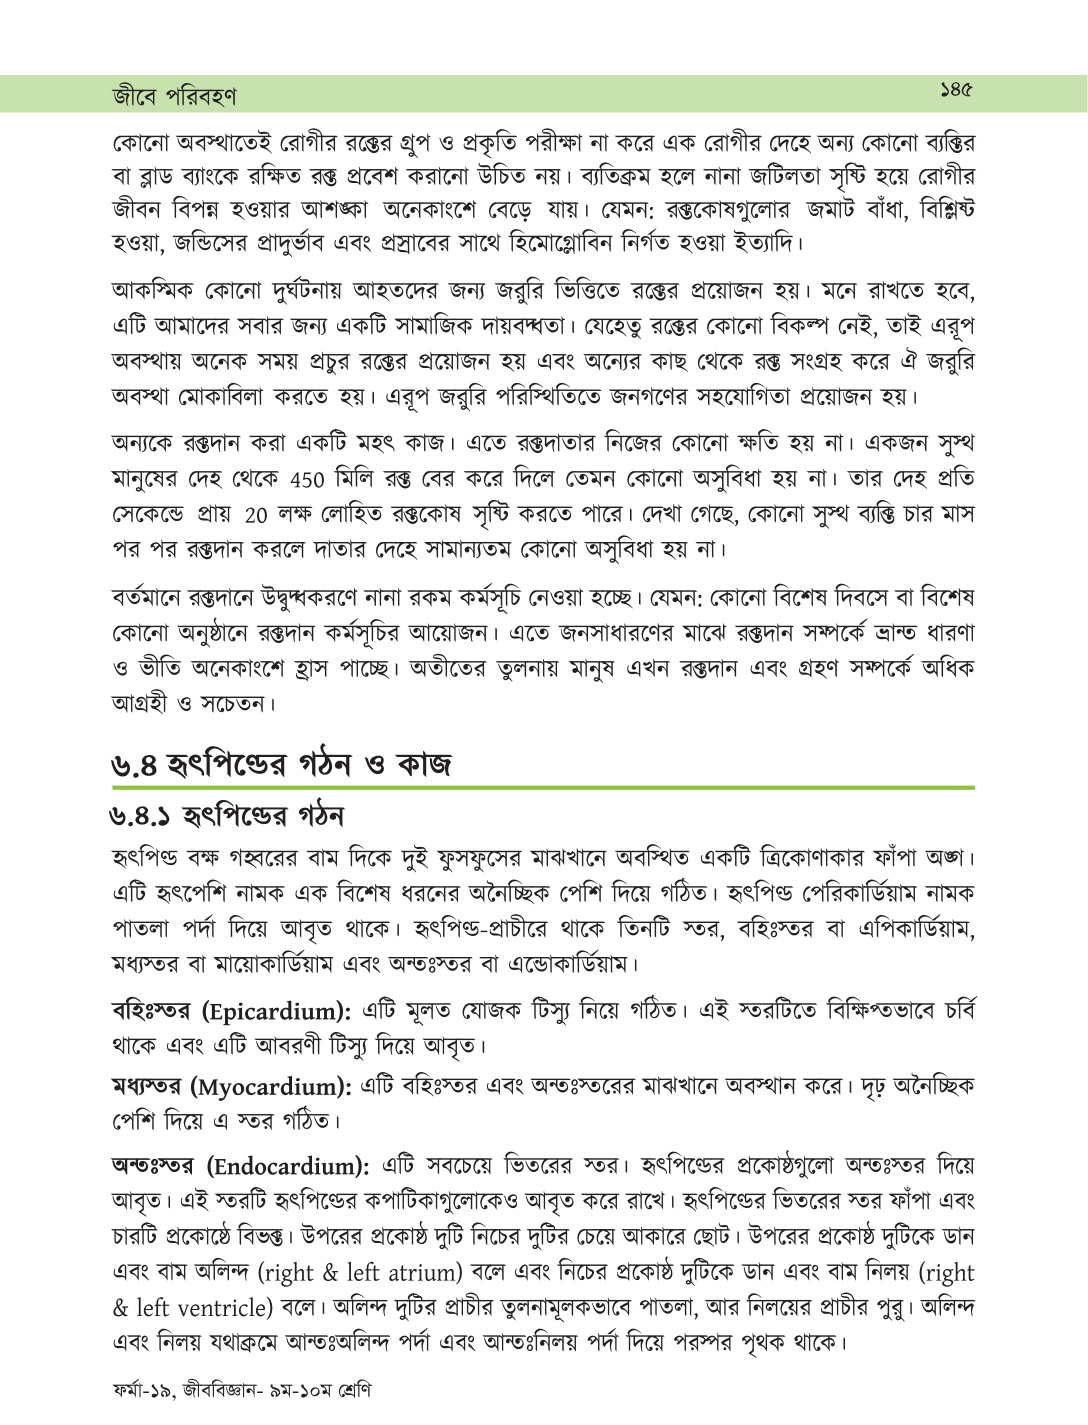 জীবে পরিবহণ
১৪৫
কোনো অবস্থাতেই রোগীর রক্তের গ্রুপ ও প্রকৃতি পরীক্ষা না করে এক রোগীর দেহে অন্য কোনো ব্যক্তির
বা ব্লাড ব্যাংকে রক্ষিত রক্ত প্রবেশ করানো উচিত নয়। ব্যতিক্রম হলে নানা জটিলতা সৃষ্টি হয়ে রোগীর
জীবন বিপন্ন হওয়ার আশঙ্কা অনেকাংশে বেড়ে যায়। যেমন: রক্তকোষগুলোর জমাট বাঁধা, বিশ্লিষ্ট
হওয়া, জন্ডিসের প্রাদুর্ভাব এবং প্রস্রাবের সাথে হিমোগ্লোবিন নির্গত হওয়া ইত্যাদি।
আকস্মিক কোনো দুর্ঘটনায় আহতদের জন্য জরুরি ভিত্তিতে রক্তের প্রয়োজন হয়। মনে রাখতে হবে,
এটি আমাদের সবার জন্য একটি সামাজিক দায়বদ্ধতা। যেহেতু রক্তের কোনো বিকল্প নেই, তাই এরূপ
অবস্থায় অনেক সময় প্রচুর রক্তের প্রয়োজন হয় এবং অন্যের কাছ থেকে রক্ত সংগ্রহ করে ঐ জরুরি
অবস্থা মোকাবিলা করতে হয়। এরূপ জরুরি পরিস্থিতিতে জনগণের সহযোগিতা প্রয়োজন হয়।
অন্যকে রক্তদান করা একটি মহৎ কাজ। এতে রক্তদাতার নিজের কোনো ক্ষতি হয় না। একজন সুস্থ
মানুষের দেহ থেকে 450 মিলি রক্ত বের করে দিলে তেমন কোনো অসুবিধা হয় না। তার দেহ প্রতি
সেকেন্ডে প্রায় 20 লক্ষ লোহিত রক্তকোষ সৃষ্টি করতে পারে। দেখা গেছে, কোনো সুস্থ ব্যক্তি চার মাস
পর পর রক্তদান করলে দাতার দেহে সামান্যতম কোনো অসুবিধা হয় না।
বর্তমানে রক্তদানে উদ্বুদ্ধকরণে নানা রকম কর্মসূচি নেওয়া হচ্ছে। যেমন: কোনো বিশেষ দিবসে বা বিশেষ
কোনো অনুষ্ঠানে রক্তদান কর্মসূচির আয়োজন। এতে জনসাধারণের মাঝে রক্তদান সম্পর্কে ভ্রান্ত ধারণা
ও ভীতি অনেকাংশে হ্রাস পাচ্ছে। অতীতের তুলনায় মানুষ এখন রক্তদান এবং গ্রহণ সম্পর্কে অধিক
আগ্রহী ও সচেতন।
৬.৪ হৃৎপিণ্ডের গঠন ও কাজ
৬.৪.১ হৃৎপিণ্ডের গঠন
হৃৎপিণ্ড বক্ষ গহ্বরের বাম দিকে দুই ফুসফুসের মাঝখানে অবস্থিত একটি ত্রিকোণাকার ফাঁপা অঙ্গ।
এটি হৃৎপেশি নামক এক বিশেষ ধরনের অনৈচ্ছিক পেশি দিয়ে গঠিত। হৃৎপিণ্ড পেরিকার্ডিয়াম নামক
পাতলা পর্দা দিয়ে আবৃত থাকে। হৃৎপিণ্ড-প্রাচীরে থাকে তিনটি স্তর, বহিঃস্তর বা এপিকার্ডিয়াম,
মধ্যস্তর বা মায়োকার্ডিয়াম এবং অন্তঃস্তর বা এন্ডোকার্ডিয়াম।
বহিঃস্তর (Epicardium): এটি মূলত যোজক টিস্যু নিয়ে গঠিত। এই স্তরটিতে বিক্ষিপ্তভাবে চর্বি
থাকে এবং এটি আবরণী টিস্যু দিয়ে আবৃত।
মধ্যস্তর (Myocardium): এটি বহিঃস্তর এবং অন্তঃস্তরের মাঝখানে অবস্থান করে। দৃঢ় অনৈচ্ছিক
পেশি দিয়ে এ স্তর গঠিত।
অন্তঃস্তর (Endocardium): এটি সবচেয়ে ভিতরের স্তর। হৃৎপিণ্ডের প্রকোষ্ঠগুলো অন্তঃস্তর দিয়ে
আবৃত। এই স্তরটি হৃৎপিণ্ডের কপাটিকাগুলোকেও আবৃত করে রাখে। হৃৎপিণ্ডের ভিতরের স্তর ফাঁপা এবং
চারটি প্রকোষ্ঠে বিভক্ত। উপরের প্রকোষ্ঠ দুটি নিচের দুটির চেয়ে আকারে ছোট। উপরের প্রকোষ্ঠ দুটিকে ডান
এবং বাম অলিন্দ (right & left atrium) বলে এবং নিচের প্রকোষ্ঠ দুটিকে ডান এবং বাম নিলয় (right
& left ventricle) বলে। অলিন্দ দুটির প্রাচীর তুলনামূলকভাবে পাতলা, আর নিলয়ের প্রাচীর পুরু। অলিন্দ
এবং নিলয় যথাক্রমে আন্তঃঅলিন্দ পর্দা এবং আন্তঃনিলয় পর্দা দিয়ে পরস্পর পৃথক থাকে।
ফর্মা-১৯, জীববিজ্ঞান- ৯ম-১০ম শ্রেণি